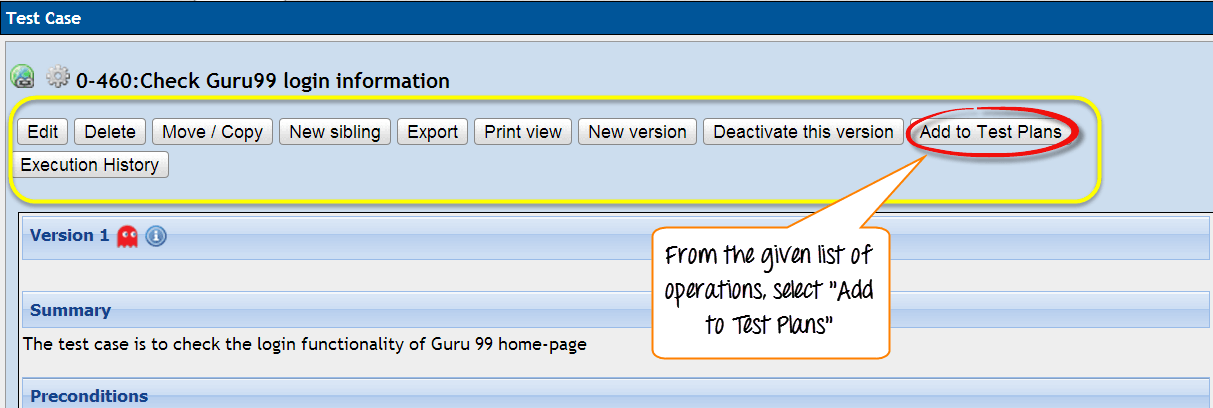 Test Case
0-460:Check Guru99 login information
Edit Delete Move / Copy New sibling Export Print view New version Deactivate this version Add to Test Plans
Execution History
Version 1
From the given list of
operations, select "Add
to Test Plans"
Summary
The test case is to check the login functionality of Guru 99 home-page
Preconditions